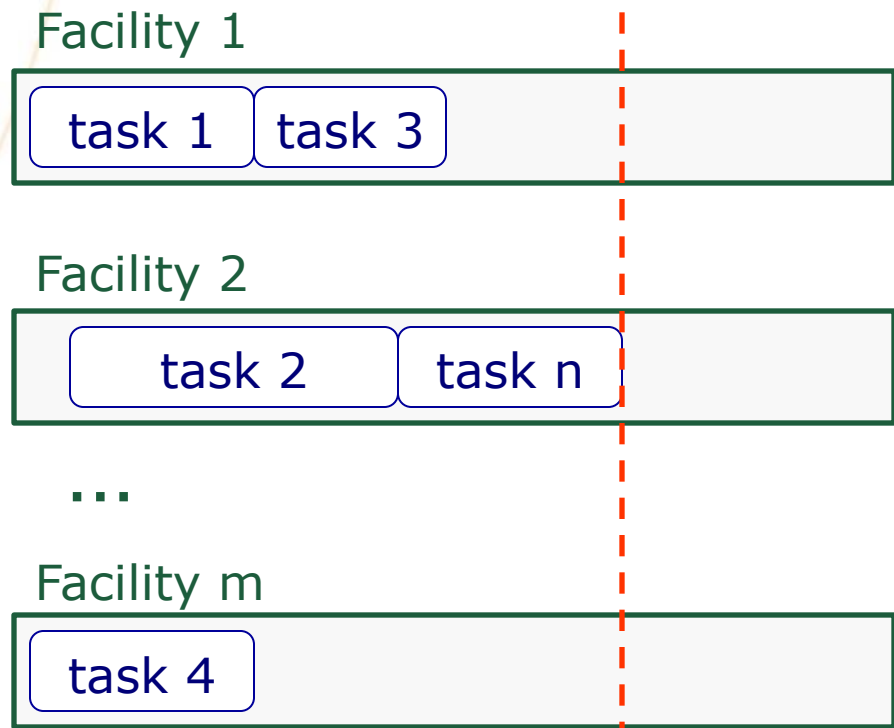 Facility 1
task 1 task 3
Facility 2
task 2 task n
...
Facility m
task 4